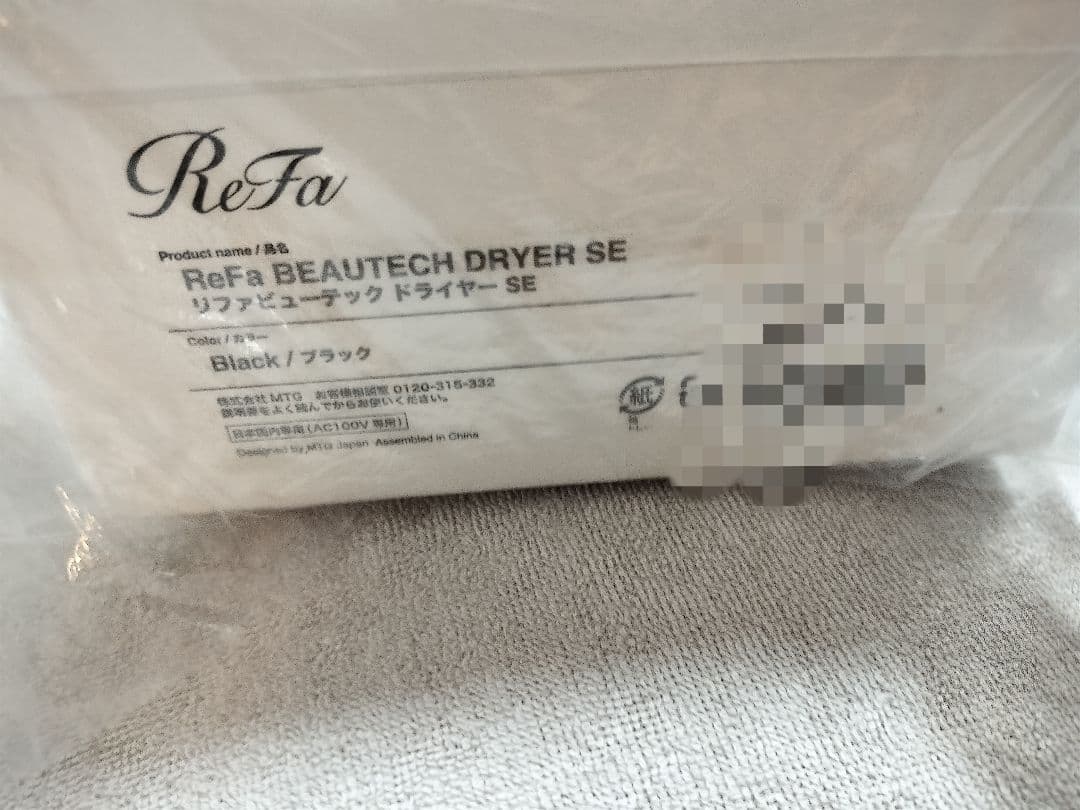 ReFa
Product name / 品名
ReFa BEAUTECH DRYER SE
リファビューテック ドライヤー SE
Color / カラー
Black / ブラック
株式会社 MTG お客様相談室 0120-315-332
説明書をよく読んでからお使いください。
日本国内専用(AC100V 専用)
Designed by MTG Japan Assembled in China
紙